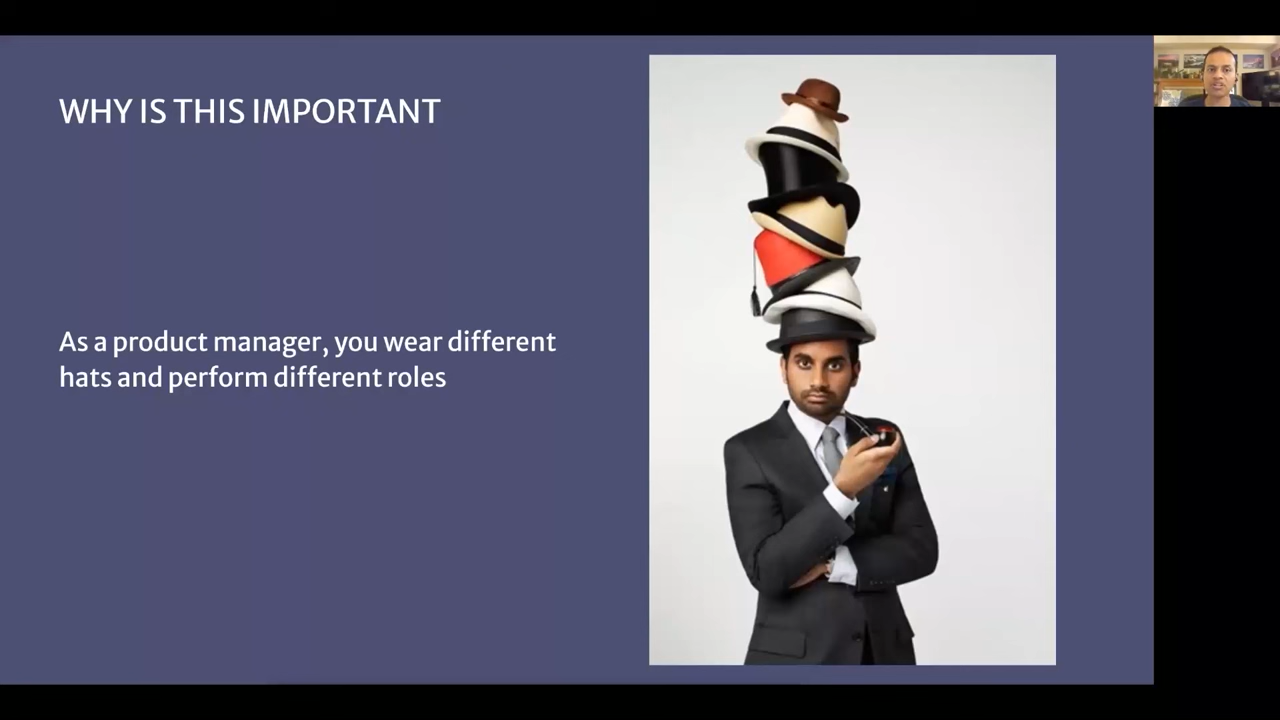 WHY IS THIS IMPORTANT
As a product manager, you wear different
hats and perform different roles